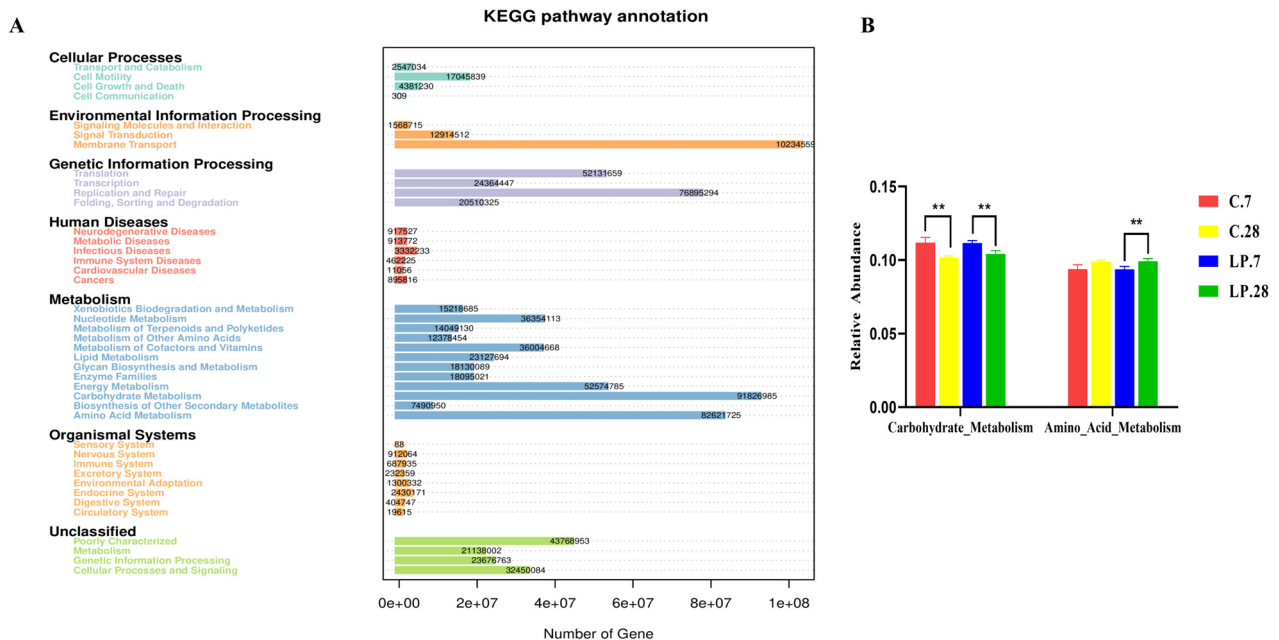 A
KEGG pathway annotation
Cellular Processes
Transport and Catabolism 2547034
Cell Motility 17045839
Cell Growth and Death 4381230
Cell Communication 309
Environmental Information Processing
Signaling Molecules and Interaction 1568715
Signal Transduction 12914512
Membrane Transport 10234559
Genetic Information Processing
Translation 52131659
Transcription 24364447
Replication and Repair 76895294
Folding, Sorting and Degradation 20510325
Human Diseases
Neurodegenerative Diseases 917527
Metabolic Diseases 913772
Infectious Diseases 3332233
Immune System Diseases 462225
Cardiovascular Diseases 11056
Cancers 895816
Metabolism
Xenobiotics Biodegradation and Metabolism 15218685
Nucleotide Metabolism 36354113
Metabolism of Terpenoids and Polyketides 14049130
Metabolism of Other Amino Acids 12378454
Metabolism of Cofactors and Vitamins 36004668
Lipid Metabolism 23127694
Glycan Biosynthesis and Metabolism 18130089
Enzyme Families 18095021
Energy Metabolism 52574785
Carbohydrate Metabolism 91826985
Biosynthesis of Other Secondary Metabolites 7490950
Amino Acid Metabolism 82621725
Organismal Systems
Sensory System 88
Nervous System 912064
Immune System 687935
Excretory System 232359
Environmental Adaptation 1300332
Endocrine System 2430171
Digestive System 404747
Circulatory System 19615
Unclassified
Poorly Characterized 43768953
Metabolism 21138002
Genetic Information Processing 23676763
Cellular Processes and Signaling 32450084
0e+00 2e+07 4e+07 6e+07 8e+07 1e+08
Number of Gene
B
Relative Abundance
0.15
0.10
0.05
0.00
** ** **
Carbohydrate_Metabolism Amino_Acid_Metabolism
C.7
C.28
LP.7
LP.28